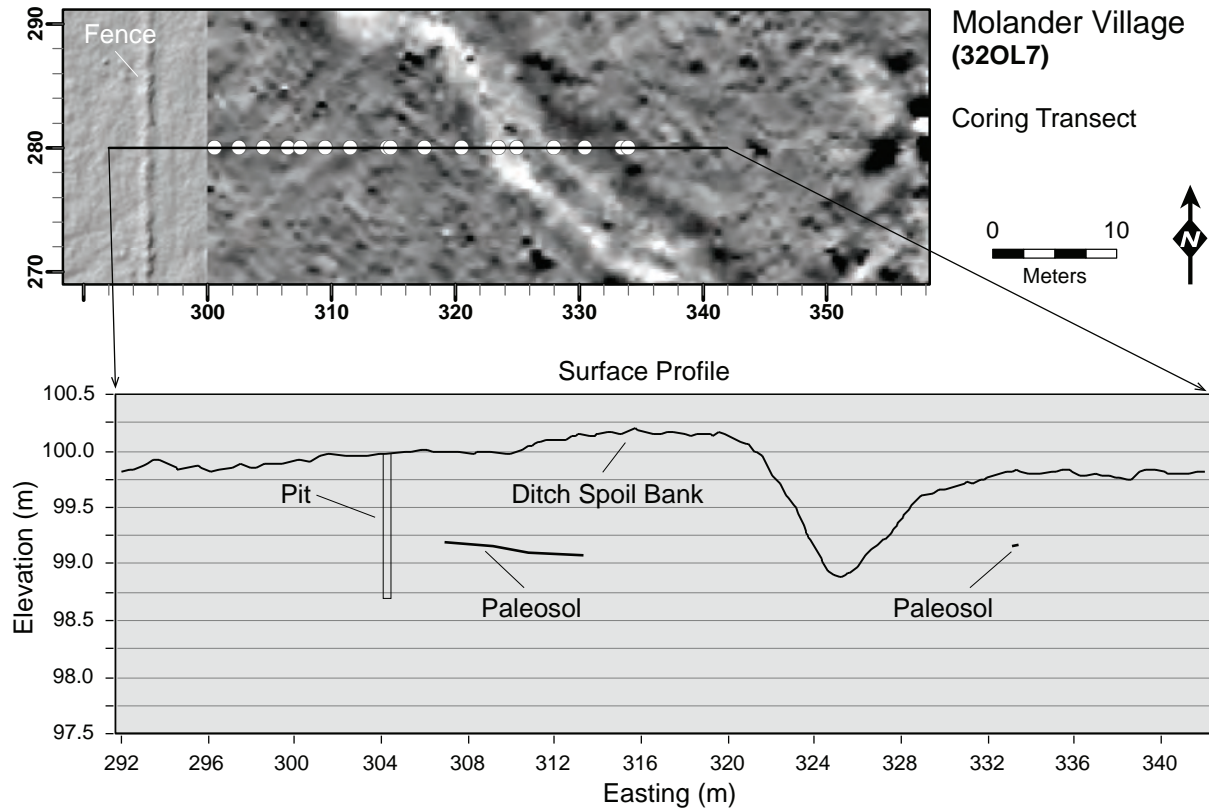 Molander Village
(32OL7)
Coring Transect
Fence
290
280
270
300 310 320 330 340 350
0 10
Meters
N
Surface Profile
Elevation (m)
100.5
100.0
99.5
99.0
98.5
98.0
97.5
Pit
Ditch Spoil Bank
Paleosol
Paleosol
292 296 300 304 308 312 316 320 324 328 332 336 340
Easting (m)